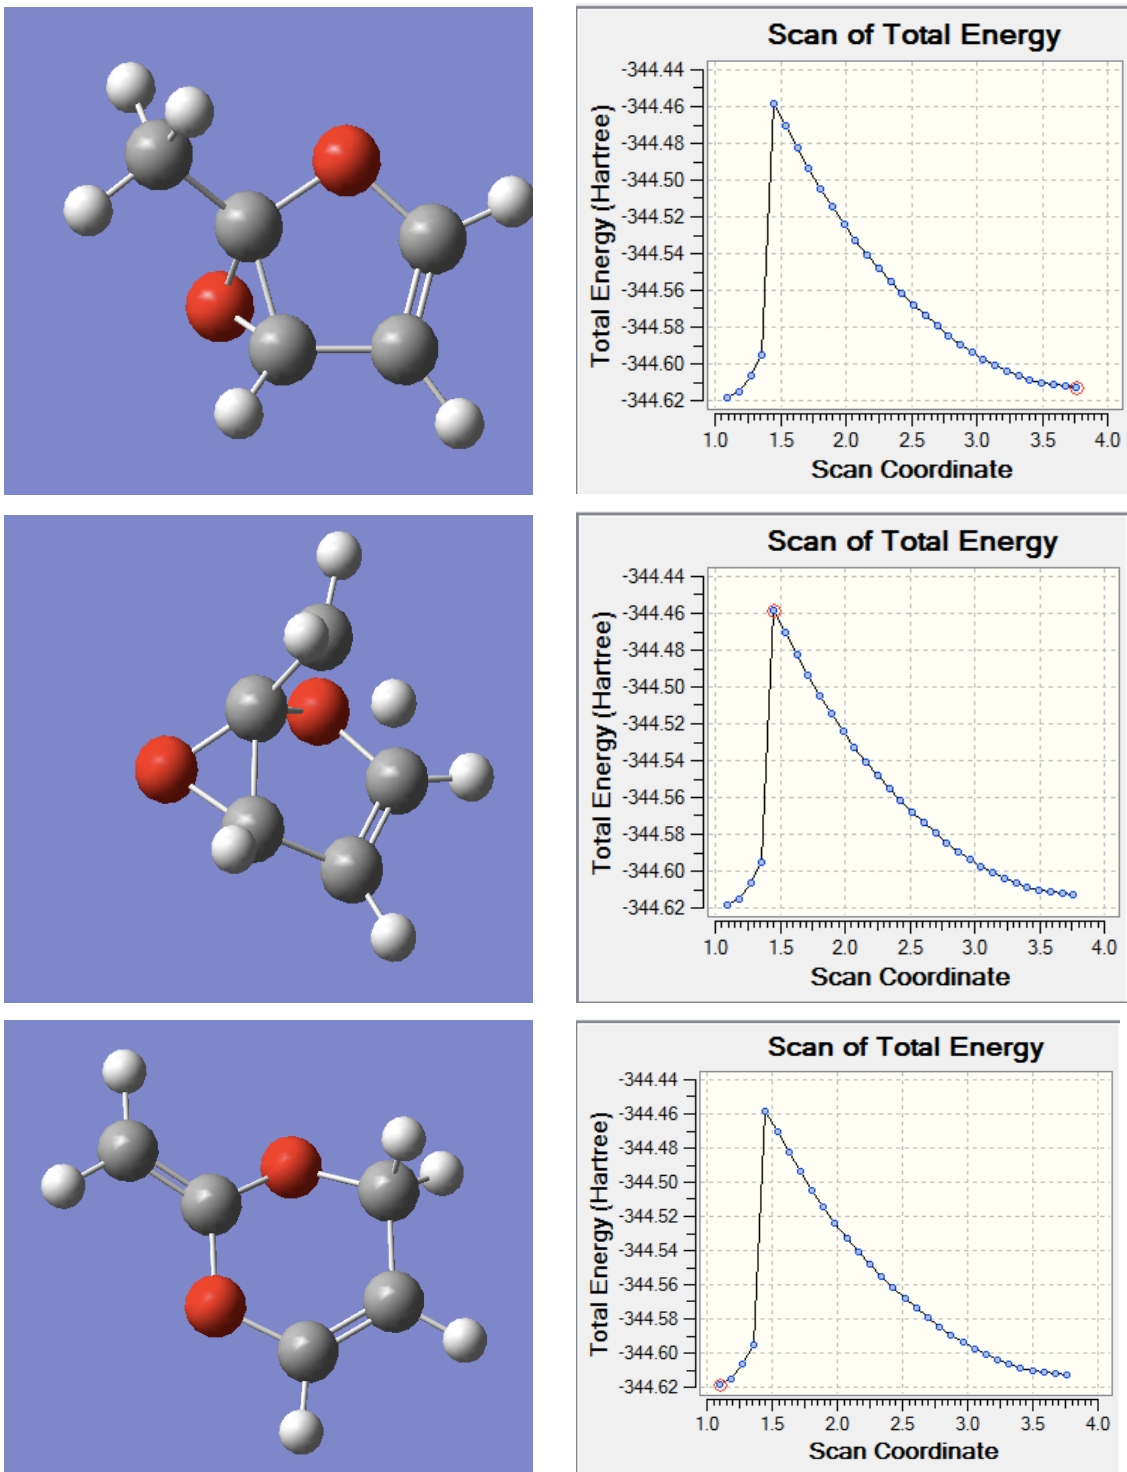 Scan of Total Energy
Total Energy (Hartree)
-344.44
-344.46
-344.48
-344.50
-344.52
-344.54
-344.56
-344.58
-344.60
-344.62
1.0 1.5 2.0 2.5 3.0 3.5 4.0
Scan Coordinate
Scan of Total Energy
Total Energy (Hartree)
-344.44
-344.46
-344.48
-344.50
-344.52
-344.54
-344.56
-344.58
-344.60
-344.62
1.0 1.5 2.0 2.5 3.0 3.5 4.0
Scan Coordinate
Scan of Total Energy
Total Energy (Hartree)
-344.44
-344.46
-344.48
-344.50
-344.52
-344.54
-344.56
-344.58
-344.60
-344.62
1.0 1.5 2.0 2.5 3.0 3.5 4.0
Scan Coordinate